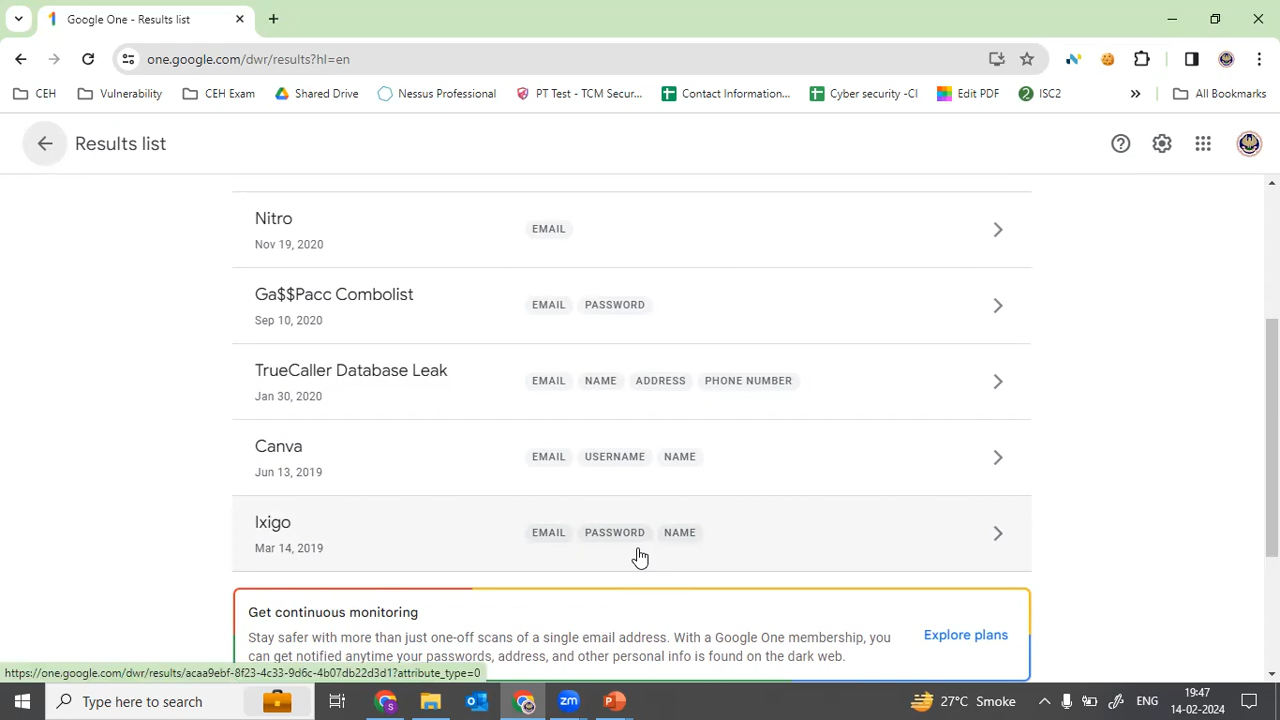 Google One - Results list
one.google.com/dwr/results?hl=en
CEH
Vulnerability
CEH Exam
Shared Drive
Nessus Professional
PT Test - TCM Secur...
Contact Information...
Cyber security -CI
Edit PDF
ISC2
All Bookmarks
Results list
Nitro
EMAIL
Nov 19, 2020
Ga$$Pacc Combolist
EMAIL PASSWORD
Sep 10, 2020
TrueCaller Database Leak
EMAIL NAME ADDRESS PHONE NUMBER
Jan 30, 2020
Canva
EMAIL USERNAME NAME
Jun 13, 2019
Ixigo
EMAIL PASSWORD NAME
Mar 14, 2019
Get continuous monitoring
Stay safer with more than just one-off scans of a single email address. With a Google One membership, you
can get notified anytime your passwords, address, and other personal info is found on the dark web.
Explore plans
https://one.google.com/dwr/results/acaa9ebf-8f23-4c33-9d6c-4b07db22d3d1?attribute_type=0
Type here to search
27°C Smoke
ENG
19:47
14-02-2024